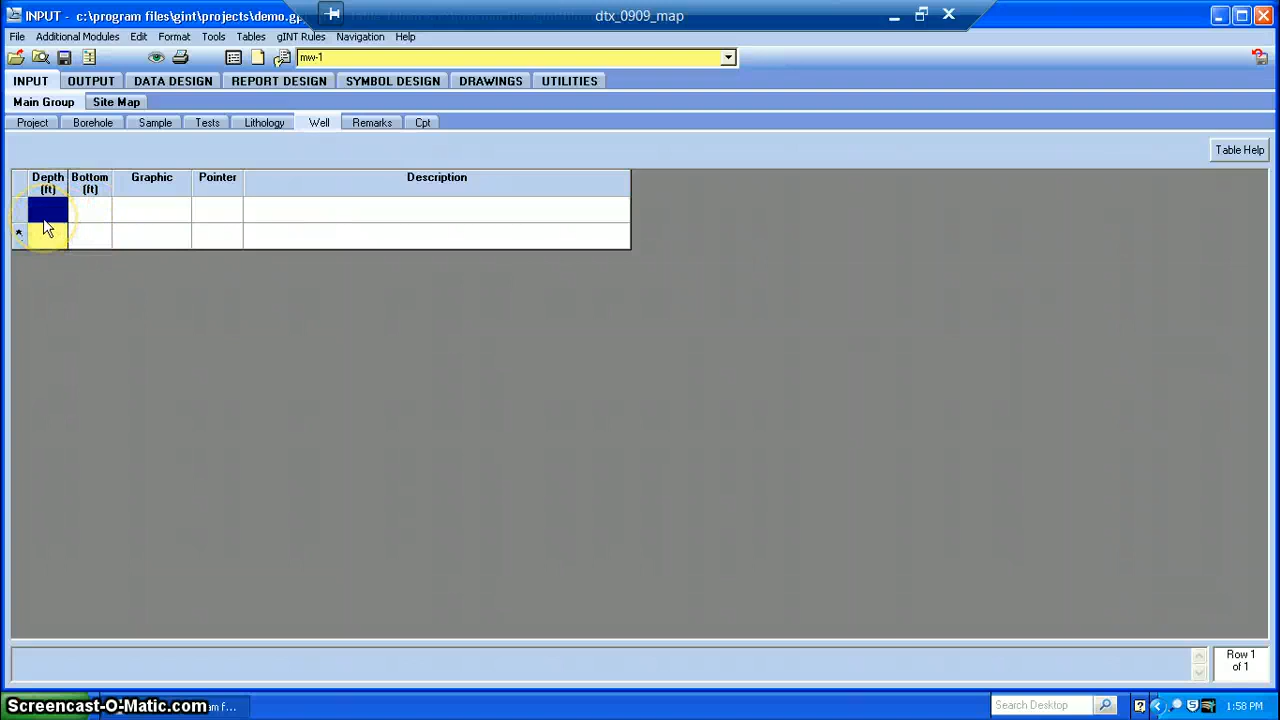 INPUT - c:\program files\gint\projects\demo.gp
dtx_0909_map
File Additional Modules Edit Format Tools Tables gINT Rules Navigation Help
mw-1
INPUT OUTPUT DATA DESIGN REPORT DESIGN SYMBOL DESIGN DRAWINGS UTILITIES
Main Group Site Map
Project Borehole Sample Tests Lithology Well Remarks Cpt
Table Help
Depth (ft) Bottom (ft) Graphic Pointer Description
*
Row 1
of 1
Screencast-O-Matic.com
am f...
Search Desktop
1:58 PM